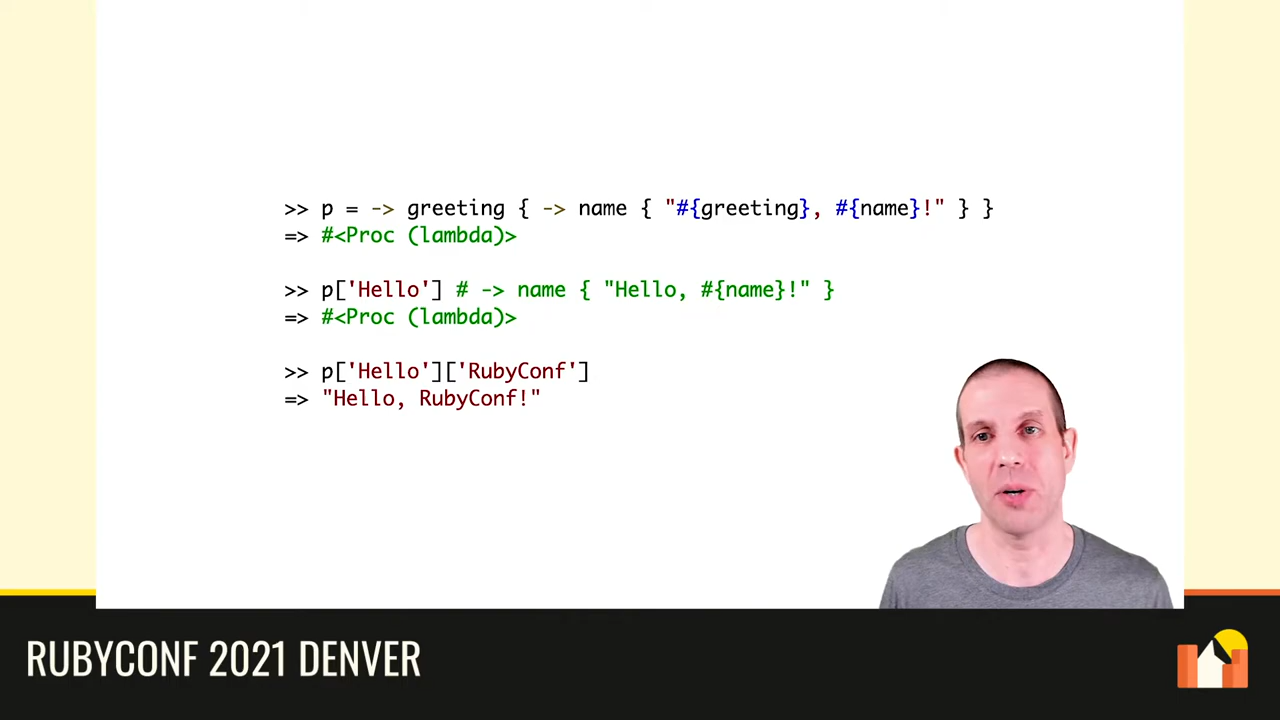 >> p = -> greeting { -> name { "#{greeting}, #{name}!" } }
=> #<Proc (lambda)>
>> p['Hello'] # -> name { "Hello, #{name}!" }
=> #<Proc (lambda)>
>> p['Hello']['RubyConf']
=> "Hello, RubyConf!"
RUBYCONF 2021 DENVER